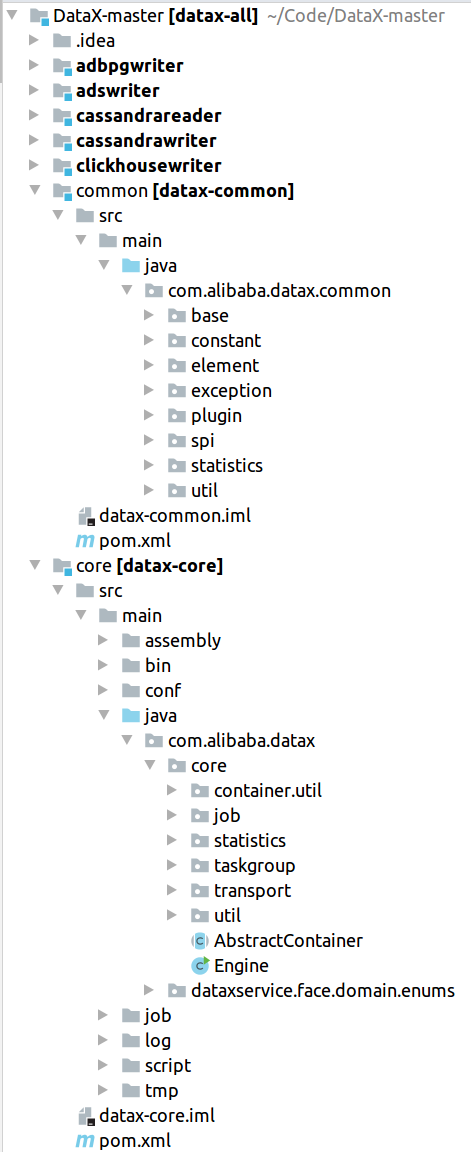 DataX-master [datax-all] ~/Code/DataX-master
.idea
adbpgwriter
adswriter
cassandrareader
cassandrawriter
clickhousewriter
common [datax-common]
src
main
java
com.alibaba.datax.common
base
constant
element
exception
plugin
spi
statistics
util
datax-common.iml
pom.xml
core [datax-core]
src
main
assembly
bin
conf
java
com.alibaba.datax
core
container.util
job
statistics
taskgroup
transport
util
AbstractContainer
Engine
dataxservice.face.domain.enums
job
log
script
tmp
datax-core.iml
pom.xml